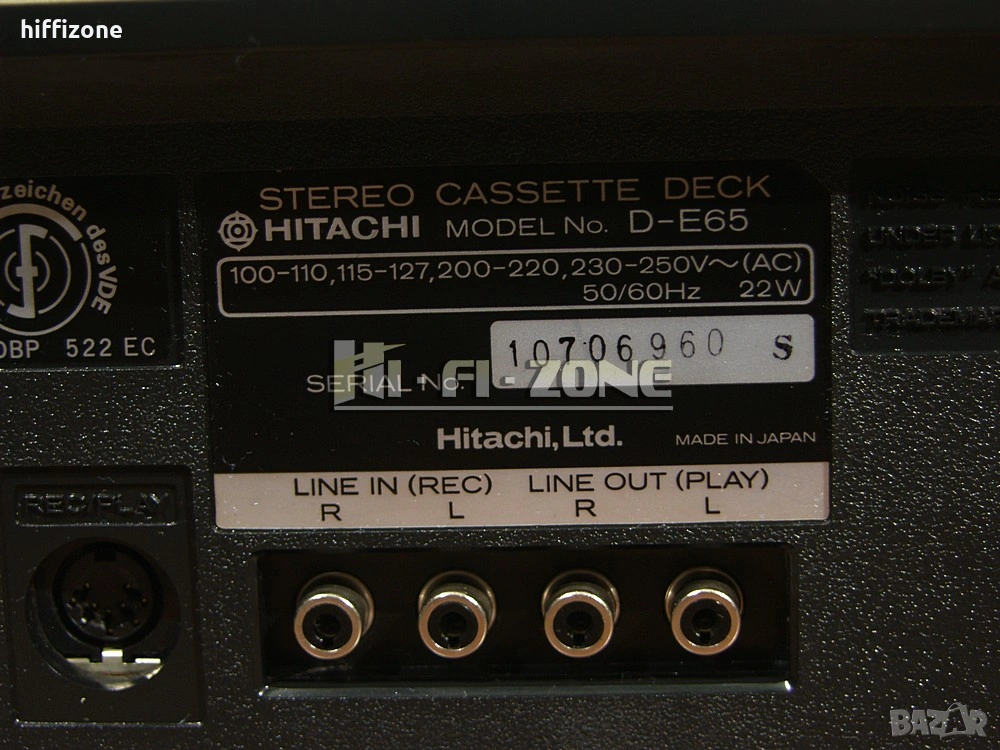 hiffizone
zeichen des VDE
522 EC
STEREO CASSETTE DECK
HITACHI MODEL No. D-E65
100-110, 115-127, 200-220, 230-250V~(AC)
50/60Hz 22W
SERIAL No. 10706960 S
HI-FI-ZONE
Hitachi, Ltd. MADE IN JAPAN
LINE IN (REC) LINE OUT (PLAY)
R L R L
REC/PLAY
BAZAR